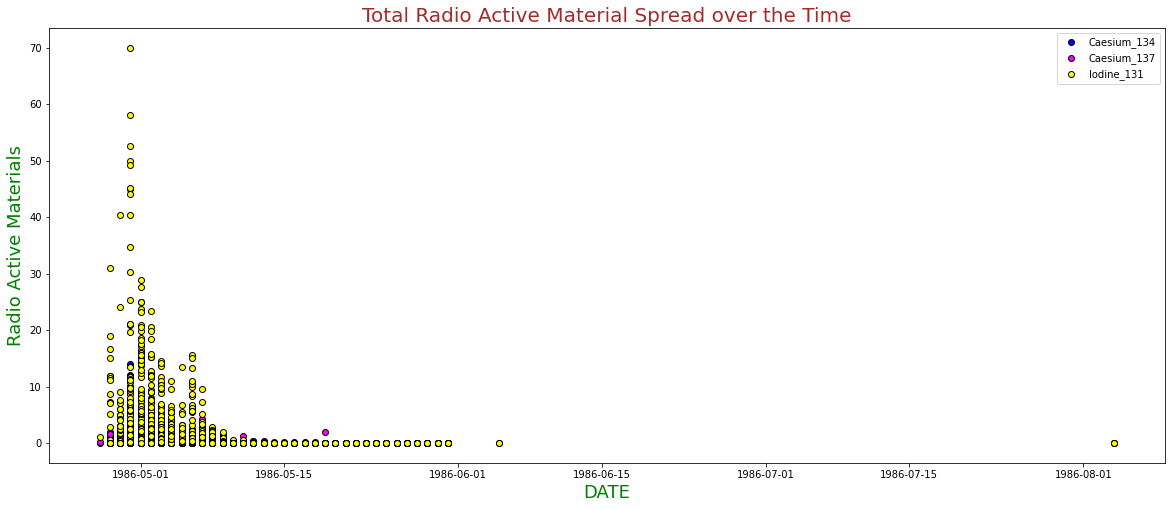 Total Radio Active Material Spread over the Time
Caesium_134
Caesium_137
Iodine_131
Radio Active Materials
70
60
50
40
30
20
10
0
1986-05-01 1986-05-15 1986-06-01 1986-06-15 1986-07-01 1986-07-15 1986-08-01
DATE